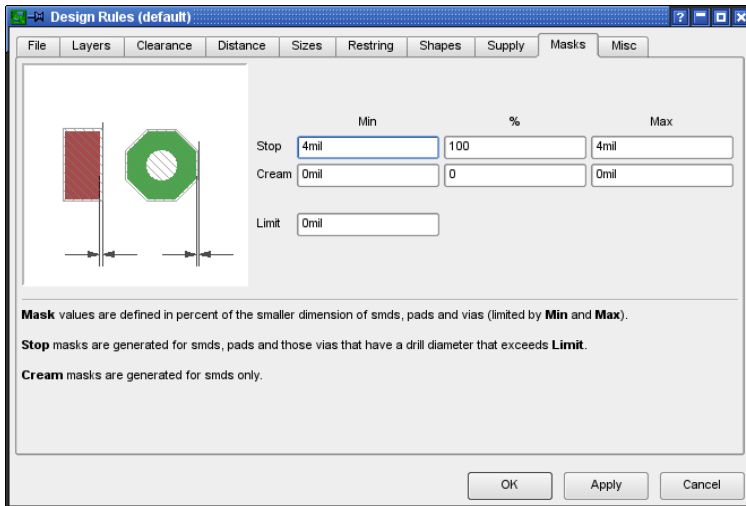 Design Rules (default)
File Layers Clearance Distance Sizes Restring Shapes Supply Masks Misc
Min % Max
Stop 4mil 100 4mil
Cream 0mil 0 0mil
Limit 0mil
Mask values are defined in percent of the smaller dimension of smds, pads and vias (limited by Min and Max).
Stop masks are generated for smds, pads and those vias that have a drill diameter that exceeds Limit.
Cream masks are generated for smds only.
OK Apply Cancel